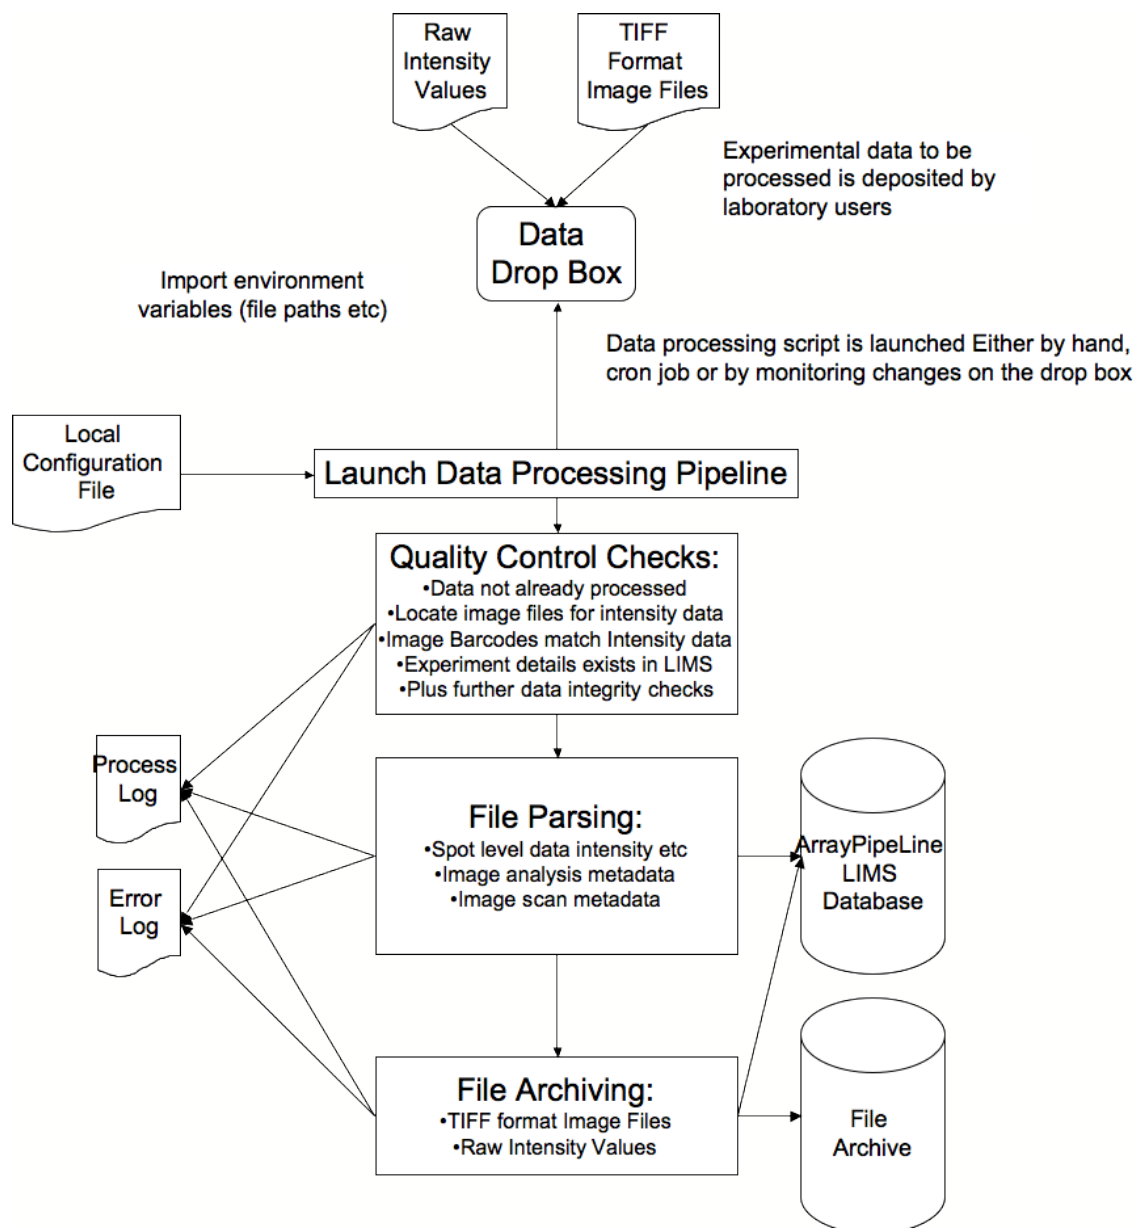 Raw
Intensity
Values
TIFF
Format
Image Files
Experimental data to be
processed is deposited by
laboratory users
Data
Drop Box
Import environment
variables (file paths etc)
Data processing script is launched Either by hand,
cron job or by monitoring changes on the drop box
Local
Configuration
File
Launch Data Processing Pipeline
Quality Control Checks:
•Data not already processed
•Locate image files for intensity data
•Image Barcodes match Intensity data
•Experiment details exists in LIMS
•Plus further data integrity checks
Process
Log
File Parsing:
•Spot level data intensity etc
•Image analysis metadata
•Image scan metadata
ArrayPipeLine
LIMS
Database
Error
Log
File Archiving:
•TIFF format Image Files
•Raw Intensity Values
File
Archive